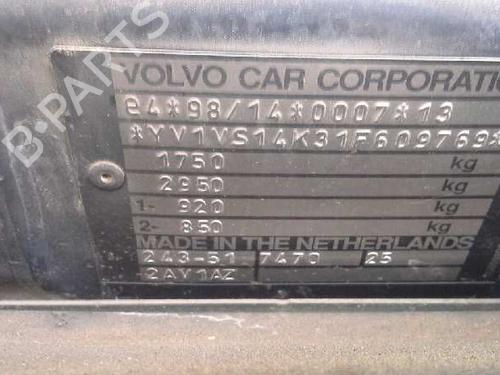 VOLVO CAR CORPORATI
e4*98/14*0007*13
*YV1VS14K31F609769*
1750 kg
2950 kg
1- 920 kg
2- 850 kg
MADE IN THE NETHERLANDS
243-51 7470 25
2AV1AZ
B-PARTS